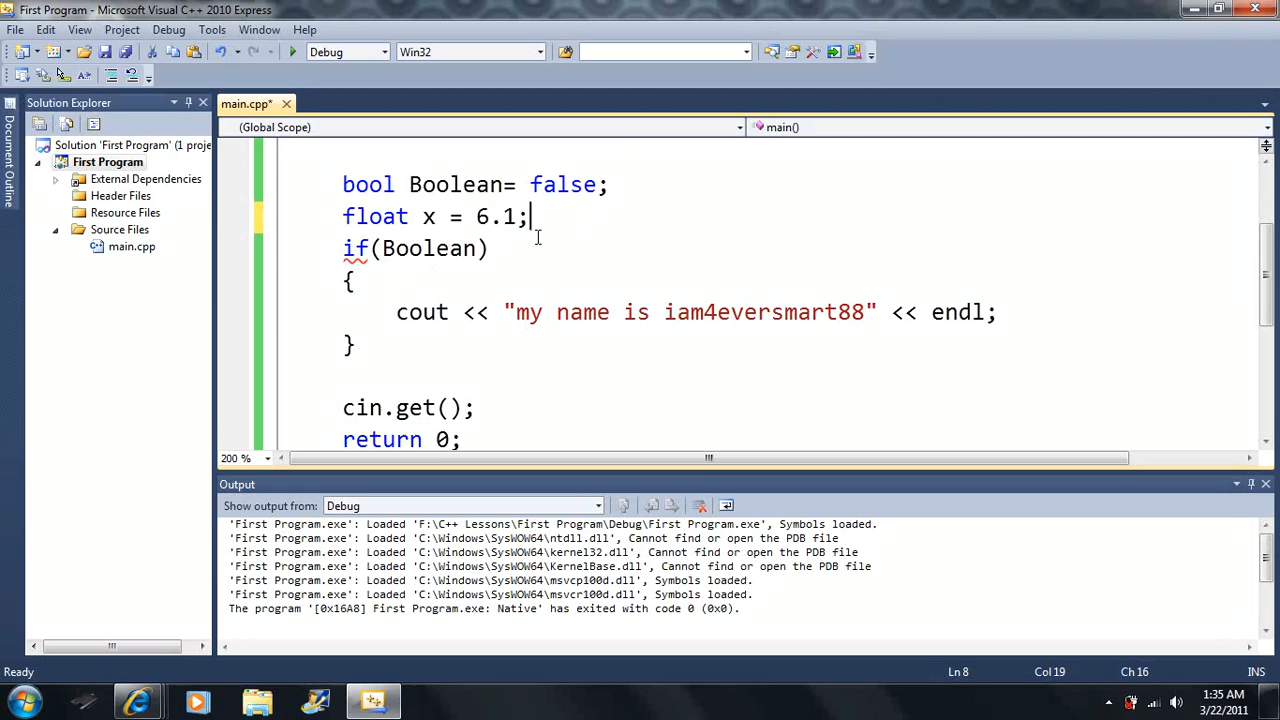 First Program - Microsoft Visual C++ 2010 Express
File Edit View Project Debug Tools Window Help
Debug Win32
Document Outline
Solution Explorer
main.cpp*
(Global Scope) main()
Solution 'First Program' (1 proje
First Program
External Dependencies
Header Files
Resource Files
Source Files
main.cpp
bool Boolean= false;
float x = 6.1;
if(Boolean)
{
cout << "my name is iam4eversmart88" << endl;
}
cin.get();
return 0;
200 %
Output
Show output from: Debug
'First Program.exe': Loaded 'F:\C++ Lessons\First Program\Debug\First Program.exe', Symbols loaded.
'First Program.exe': Loaded 'C:\Windows\SysWOW64\ntdll.dll', Cannot find or open the PDB file
'First Program.exe': Loaded 'C:\Windows\SysWOW64\kernel32.dll', Cannot find or open the PDB file
'First Program.exe': Loaded 'C:\Windows\SysWOW64\KernelBase.dll', Cannot find or open the PDB file
'First Program.exe': Loaded 'C:\Windows\SysWOW64\msvcp100d.dll', Symbols loaded.
'First Program.exe': Loaded 'C:\Windows\SysWOW64\msvcr100d.dll', Symbols loaded.
The program '[0x16A8] First Program.exe: Native' has exited with code 0 (0x0).
Ready Ln 8 Col 19 Ch 16 INS
1:35 AM
3/22/2011